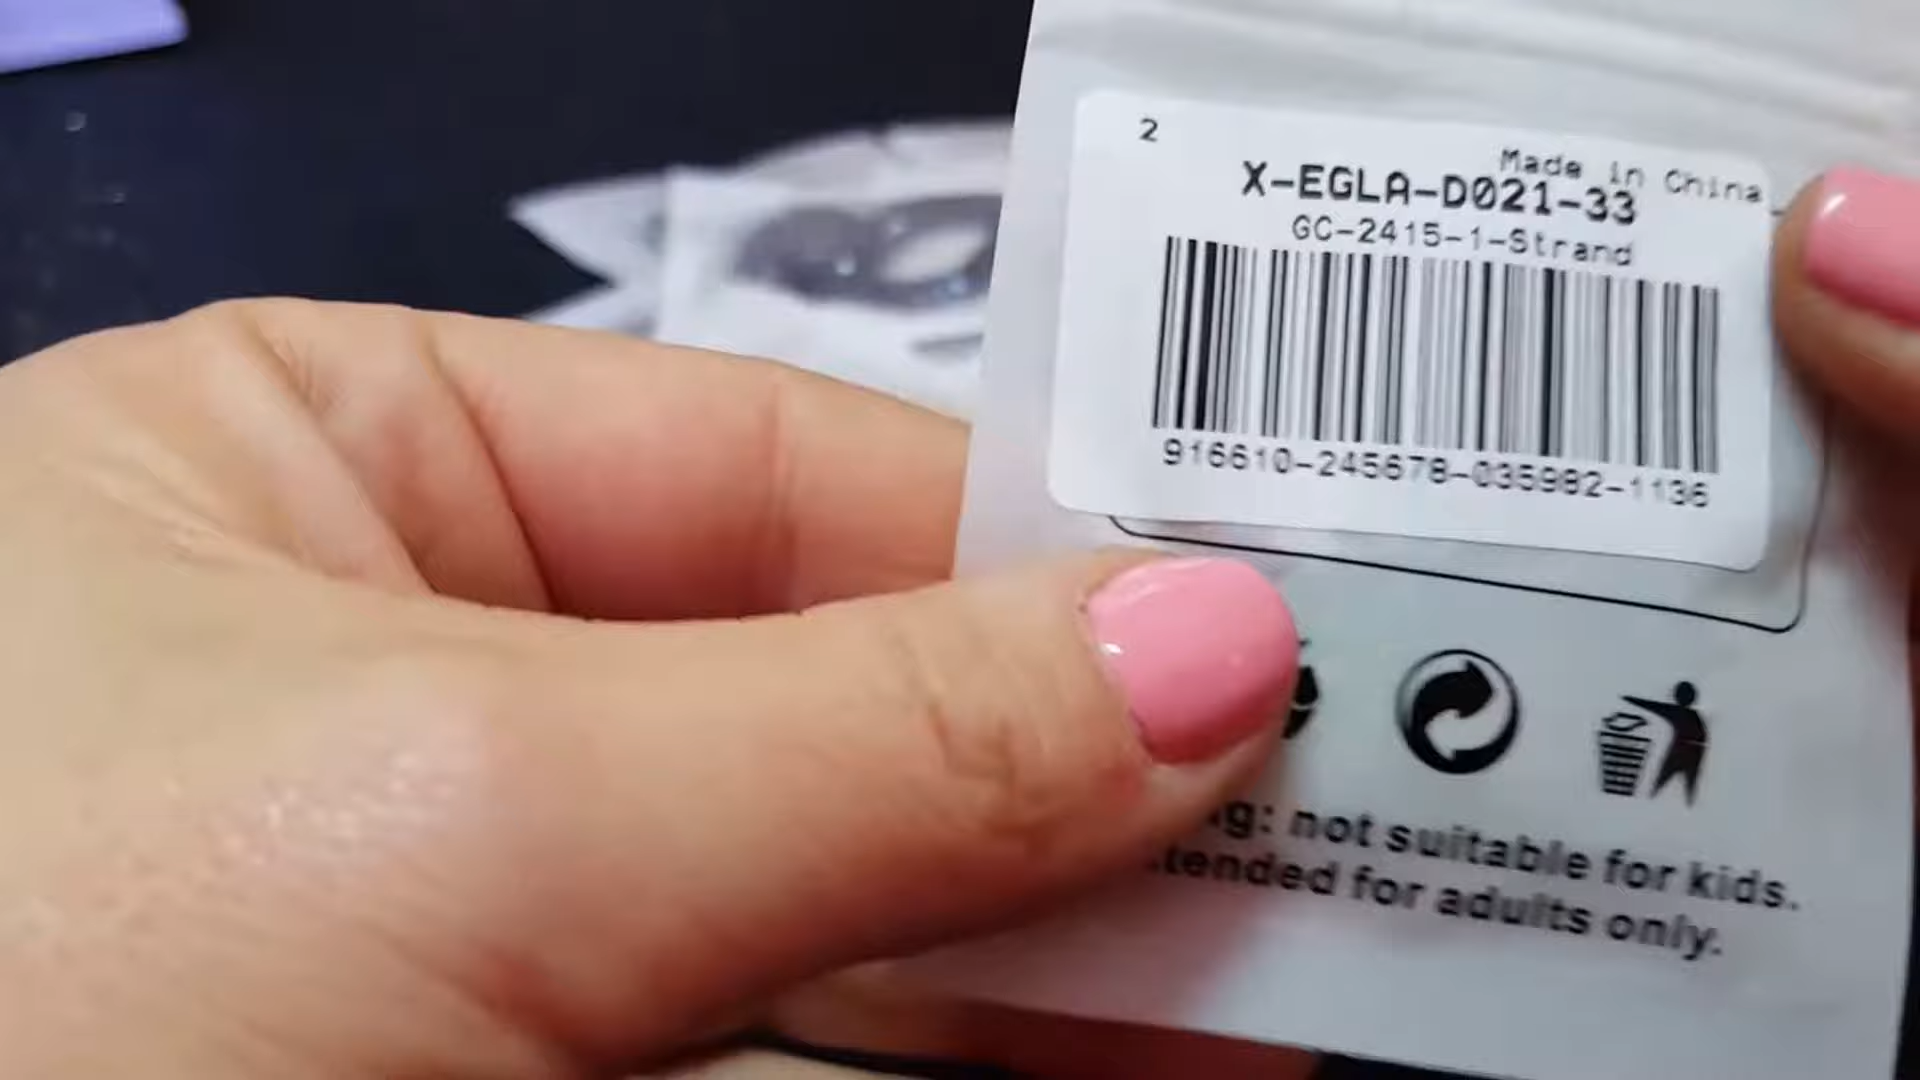 2
Made in China
X-EGLA-D021-33
GC-2415-1-Strand
916610-245678-035982-1136
not suitable for kids.
for adults only.